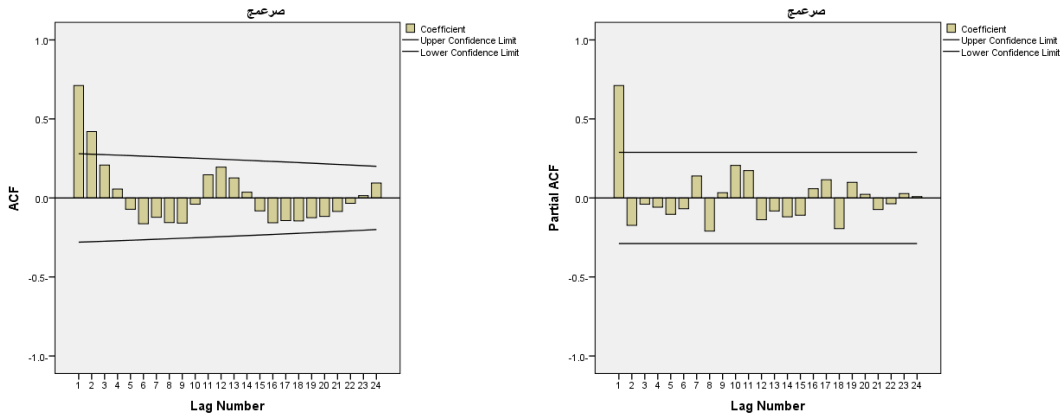 صرعمج
1.0-
0.5-
0.0
-0.5-
-1.0-
ACF
1 2 3 4 5 6 7 8 9 10 11 12 13 14 15 16 17 18 19 20 21 22 23 24
Lag Number
Coefficient
Upper Confidence Limit
Lower Confidence Limit
صرعمج
1.0-
0.5-
0.0
-0.5-
-1.0-
Partial ACF
1 2 3 4 5 6 7 8 9 10 11 12 13 14 15 16 17 18 19 20 21 22 23 24
Lag Number
Coefficient
Upper Confidence Limit
Lower Confidence Limit